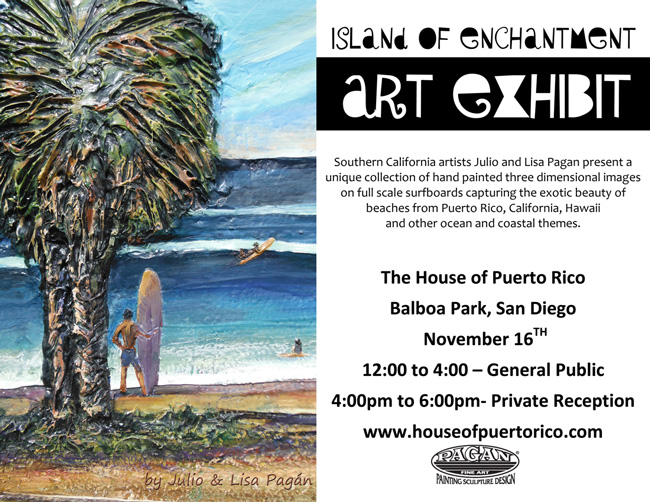 ISLAND OF ENCHANTMENT
ART EXHIBIT
Southern California artists Julio and Lisa Pagan present a
unique collection of hand painted three dimensional images
on full scale surfboards capturing the exotic beauty of
beaches from Puerto Rico, California, Hawaii
and other ocean and coastal themes.
The House of Puerto Rico
Balboa Park, San Diego
November 16TH
12:00 to 4:00 – General Public
4:00pm to 6:00pm- Private Reception
www.houseofpuertorico.com
PAGAN®
FINE ART
PAINTING SCULPTURE DESIGN
by Julio & Lisa Pagán